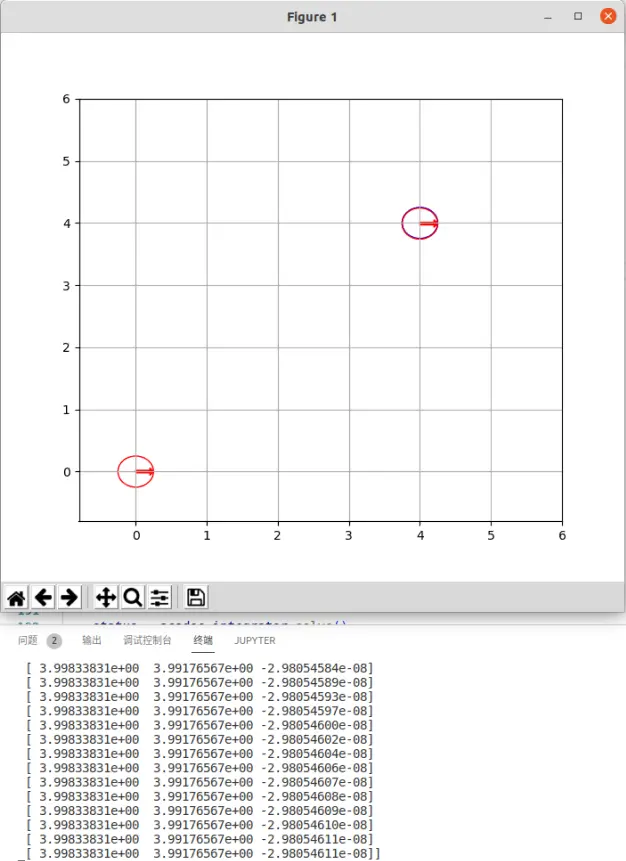 Figure 1
6
5
4
3
2
1
0
0 1 2 3 4 5 6
问题 2 输出 调试控制台 终端 JUPYTER
[ 3.99833831e+00 3.99176567e+00 -2.98054584e-08]
[ 3.99833831e+00 3.99176567e+00 -2.98054589e-08]
[ 3.99833831e+00 3.99176567e+00 -2.98054593e-08]
[ 3.99833831e+00 3.99176567e+00 -2.98054597e-08]
[ 3.99833831e+00 3.99176567e+00 -2.98054600e-08]
[ 3.99833831e+00 3.99176567e+00 -2.98054602e-08]
[ 3.99833831e+00 3.99176567e+00 -2.98054604e-08]
[ 3.99833831e+00 3.99176567e+00 -2.98054606e-08]
[ 3.99833831e+00 3.99176567e+00 -2.98054607e-08]
[ 3.99833831e+00 3.99176567e+00 -2.98054608e-08]
[ 3.99833831e+00 3.99176567e+00 -2.98054609e-08]
[ 3.99833831e+00 3.99176567e+00 -2.98054610e-08]
[ 3.99833831e+00 3.99176567e+00 -2.98054611e-08]
[ 3.99833831e+00 3.99176567e+00 -2.98054611e-08]]